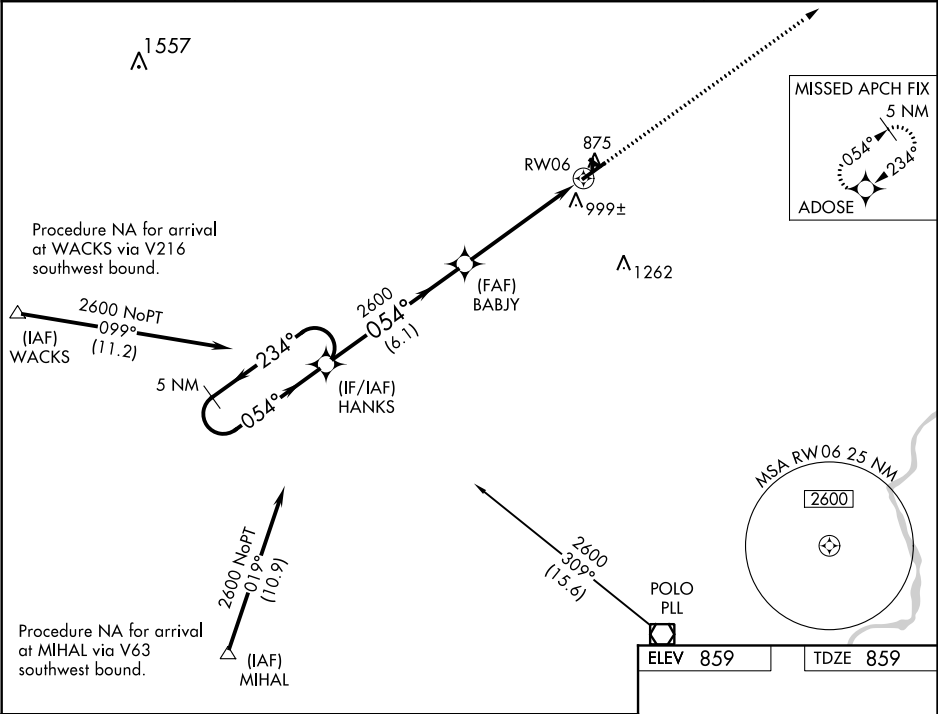 1557
MISSED APCH FIX
5 NM
054°
234°
ADOSE
875
RW06
999±
1262
Procedure NA for arrival
at WACKS via V216
southwest bound.
(FAF)
BABJY
2600
054°
(6.1)
2600 NoPT
099°
(11.2)
(IAF)
WACKS
234°
5 NM
054°
(IF/IAF)
HANKS
MSA RW06 25 NM
2600
2600 NoPT
019°
(10.9)
2600
309°
(15.6)
POLO
PLL
Procedure NA for arrival
at MIHAL via V63
southwest bound.
(IAF)
MIHAL
ELEV 859
TDZE 859